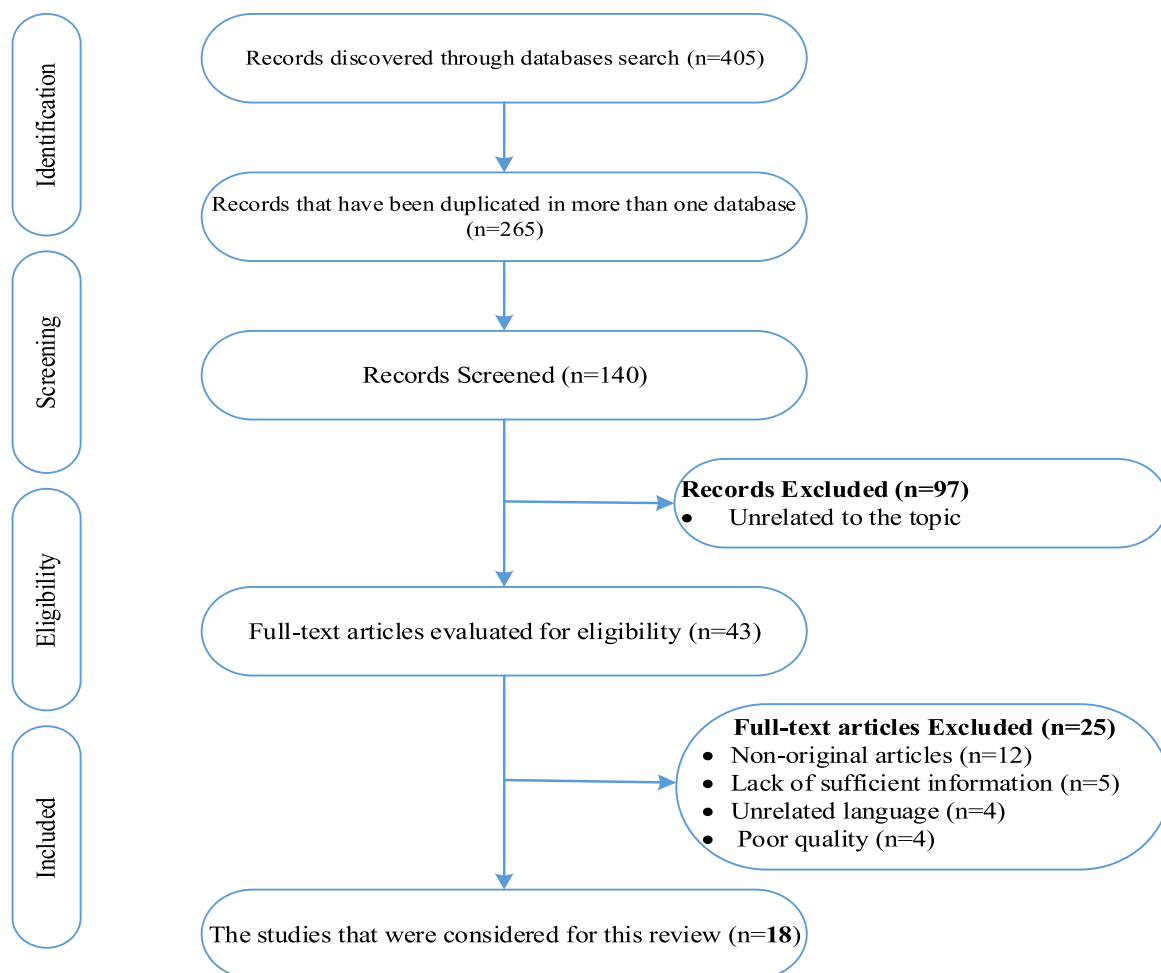 Identification
Records discovered through databases search (n=405)
Records that have been duplicated in more than one database
(n=265)
Screening
Records Screened (n=140)
Records Excluded (n=97)
• Unrelated to the topic
Eligibility
Full-text articles evaluated for eligibility (n=43)
Full-text articles Excluded (n=25)
• Non-original articles (n=12)
• Lack of sufficient information (n=5)
• Unrelated language (n=4)
• Poor quality (n=4)
Included
The studies that were considered for this review (n=18)